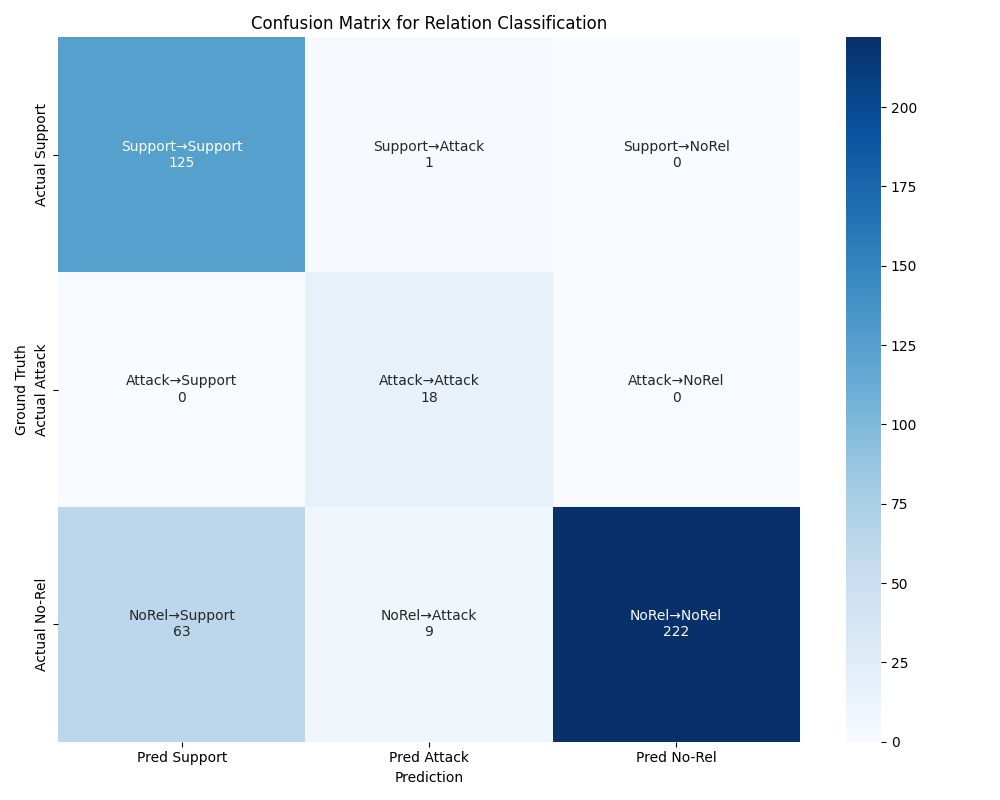 Confusion Matrix for Relation Classification
Ground Truth
Actual Support
Support→Support
125
Support→Attack
1
Support→NoRel
0
Actual Attack
Attack→Support
0
Attack→Attack
18
Attack→NoRel
0
Actual No-Rel
NoRel→Support
63
NoRel→Attack
9
NoRel→NoRel
222
Pred Support
Pred Attack
Pred No-Rel
Prediction
200
175
150
125
100
75
50
25
0